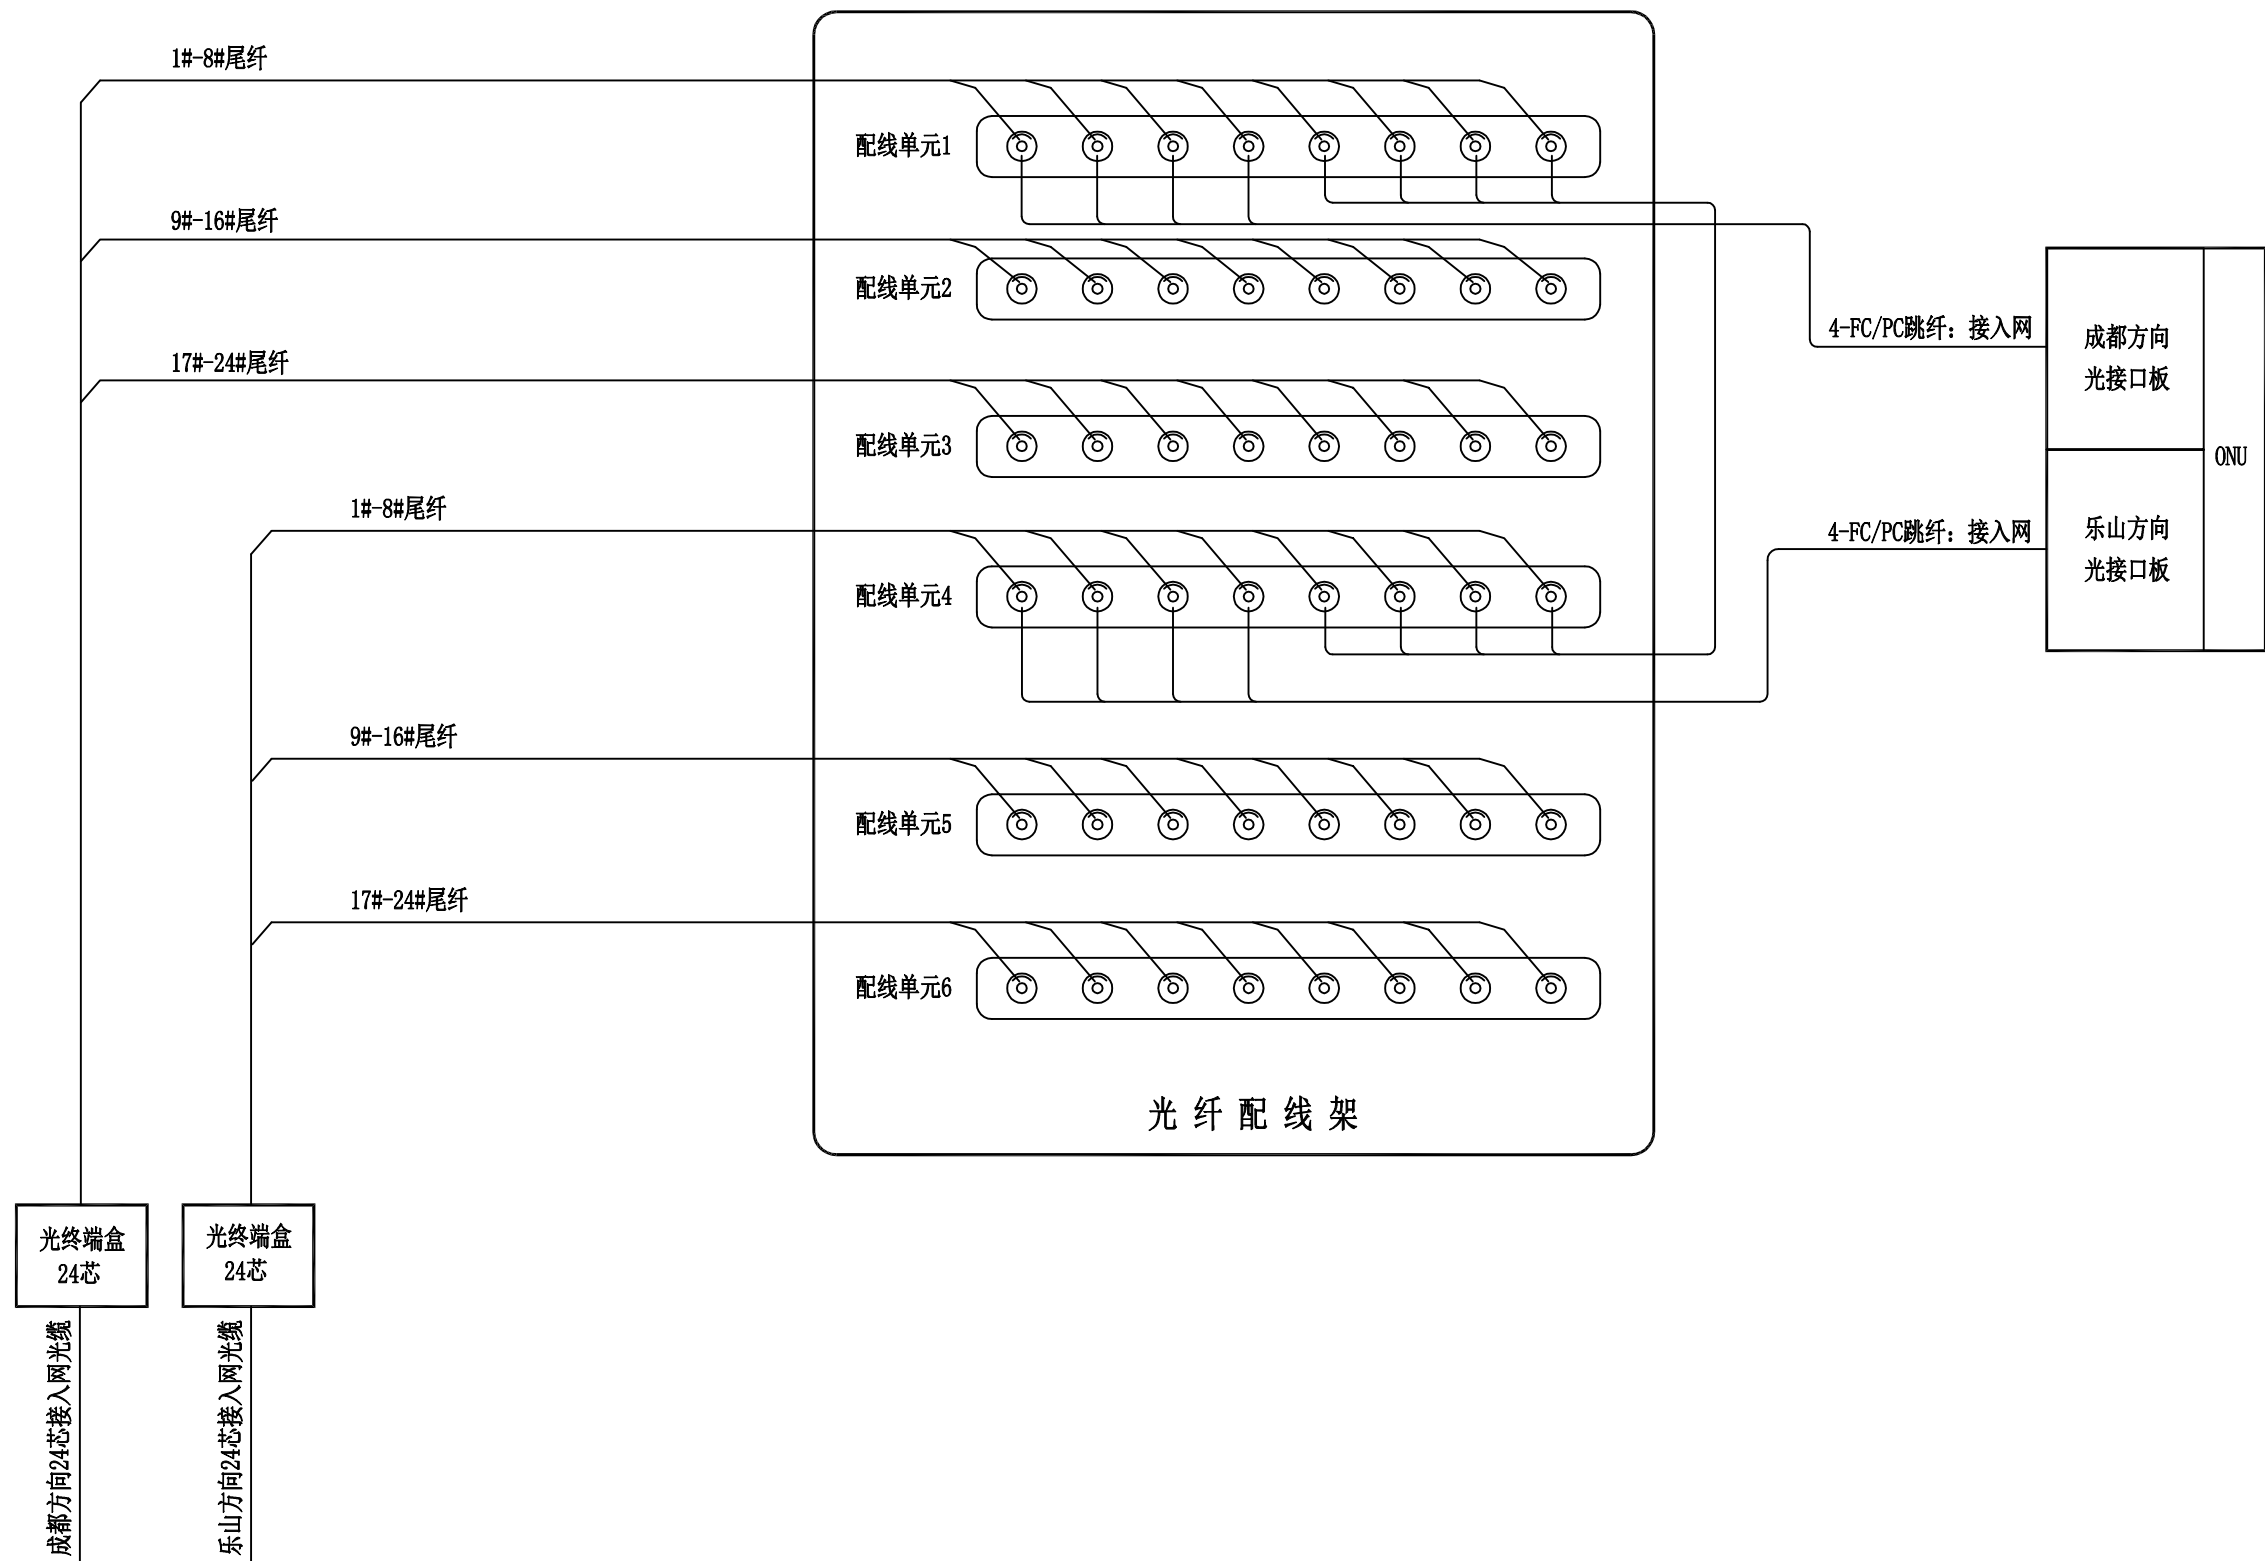 1#-8#尾纤
配线单元1
9#-16#尾纤
配线单元2
17#-24#尾纤
配线单元3
1#-8#尾纤
配线单元4
9#-16#尾纤
配线单元5
17#-24#尾纤
配线单元6
光纤配线架
4-FC/PC跳纤: 接入网
成都方向
光接口板
ONU
4-FC/PC跳纤: 接入网
乐山方向
光接口板
光终端盒
24芯
光终端盒
24芯
成都方向24芯接入网光缆
乐山方向24芯接入网光缆